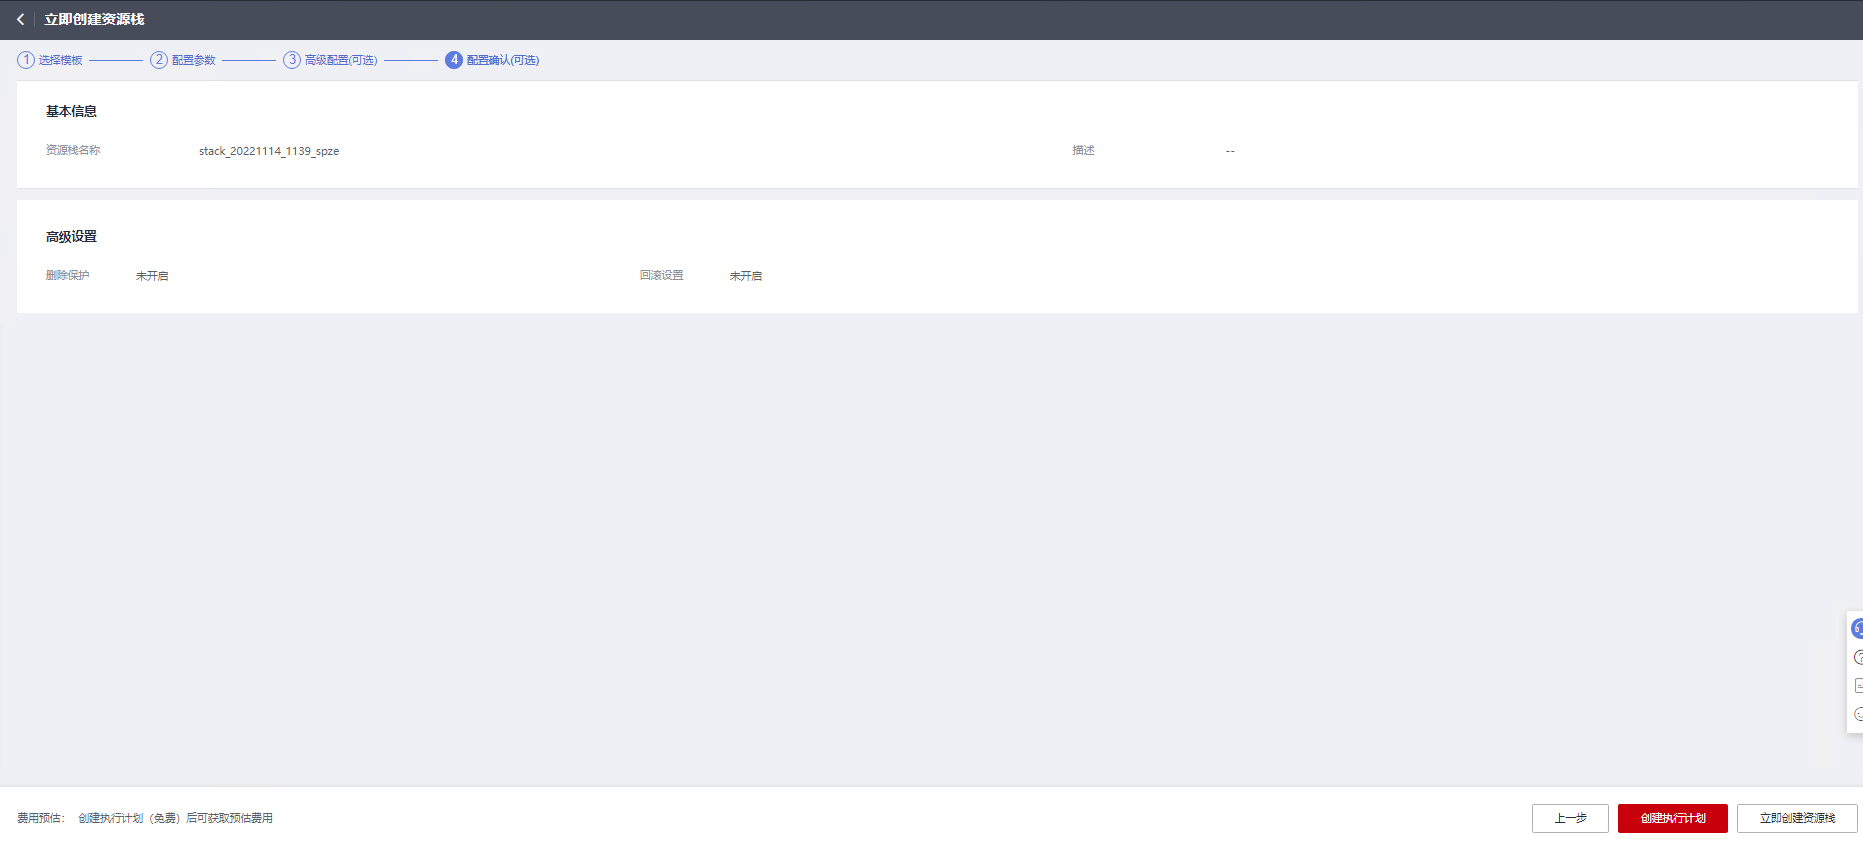 立即创建资源栈
1 选择模板 2 配置参数 3 高级配置(可选) 4 配置确认(可选)
基本信息
资源栈名称 stack_20221114_1139_spze 描述 --
高级设置
删除保护 未开启 回滚设置 未开启
费用预估: 创建执行计划（免费）后可获取预估费用 上一步 创建执行计划 立即创建资源栈